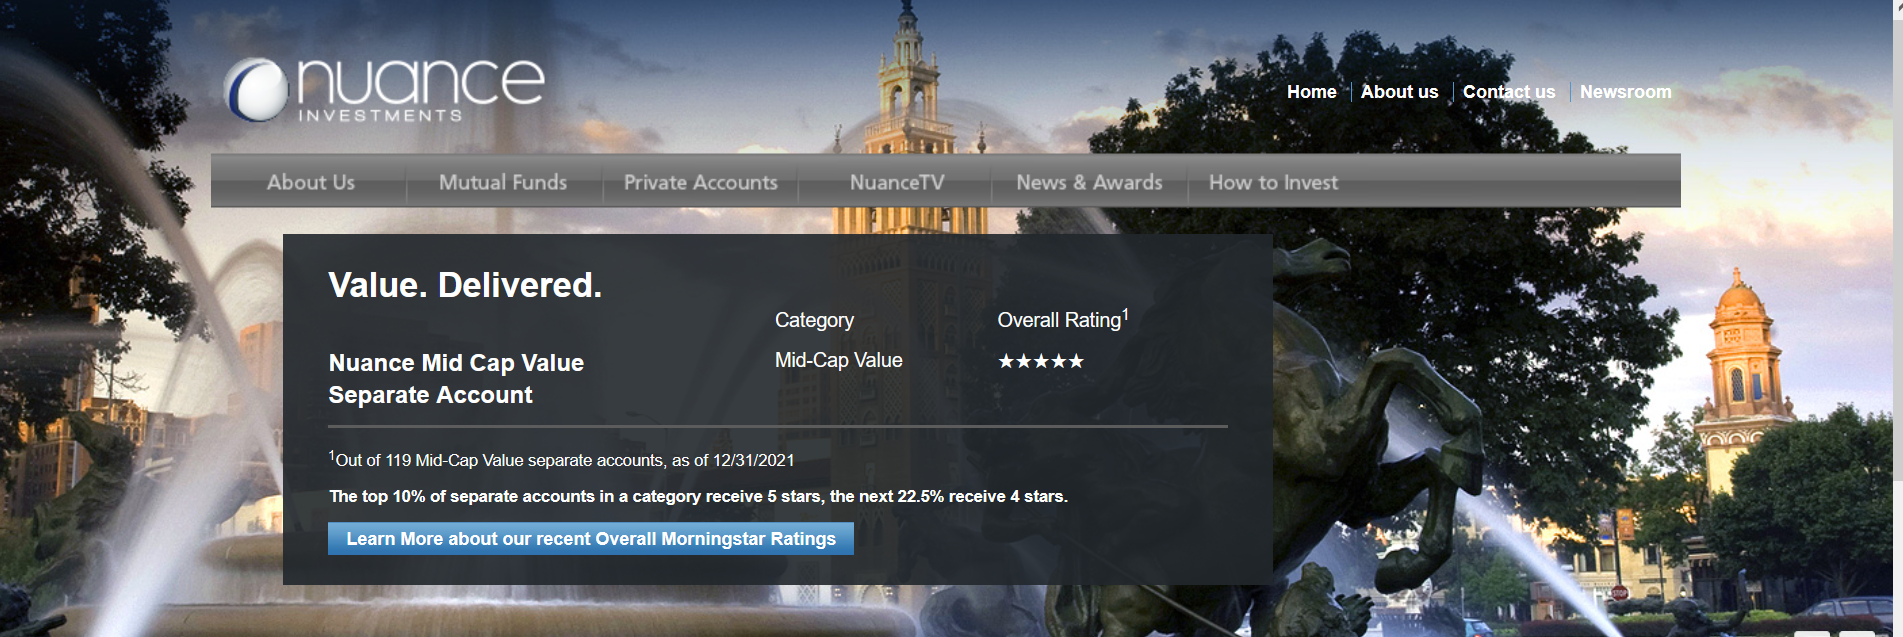 nuance
INVESTMENTS
Home About us Contact us Newsroom
About Us Mutual Funds Private Accounts NuanceTV News & Awards How to Invest
Value. Delivered.
Category Overall Rating1
Mid-Cap Value ★★★★★
Nuance Mid Cap Value
Separate Account
1Out of 119 Mid-Cap Value separate accounts, as of 12/31/2021
The top 10% of separate accounts in a category receive 5 stars, the next 22.5% receive 4 stars.
Learn More about our recent Overall Morningstar Ratings
STOP